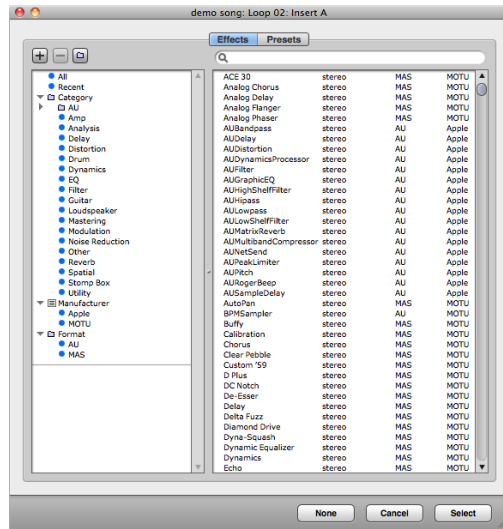 demo song: Loop 02: Insert A
Effects Presets
All
Recent
Category
AU
Amp
Analysis
Delay
Distortion
Drum
Dynamics
EQ
Filter
Guitar
Loudspeaker
Mastering
Modulation
Noise Reduction
Other
Reverb
Spatial
Stomp Box
Utility
Manufacturer
Apple
MOTU
Format
AU
MAS
ACE 30 stereo MAS MOTU
Analog Chorus stereo MAS MOTU
Analog Delay stereo MAS MOTU
Analog Flanger stereo MAS MOTU
Analog Phaser stereo MAS MOTU
AUBandpass stereo AU Apple
AUDelay stereo AU Apple
AUDistortion stereo AU Apple
AUDynamicsProcessor stereo AU Apple
AUFilter stereo AU Apple
AUGraphicEQ stereo AU Apple
AUHighShelfFilter stereo AU Apple
AUHipass stereo AU Apple
AULowpass stereo AU Apple
AULowShelfFilter stereo AU Apple
AUMatrixReverb stereo AU Apple
AUMultibandCompressor stereo AU Apple
AUNetSend stereo AU Apple
AUPeakLimiter stereo AU Apple
AUPitch stereo AU Apple
AURogerBeep stereo AU Apple
AUSampleDelay stereo AU Apple
AutoPan stereo MAS MOTU
BPMSampler stereo AU MOTU
Buffy stereo MAS MOTU
Calibration stereo MAS MOTU
Chorus stereo MAS MOTU
Clear Pebble stereo MAS MOTU
Custom '59 stereo MAS MOTU
D Plus stereo MAS MOTU
DC Notch stereo MAS MOTU
De-Esser stereo MAS MOTU
Delay stereo MAS MOTU
Delta Fuzz stereo MAS MOTU
Diamond Drive stereo MAS MOTU
Dyna-Squash stereo MAS MOTU
Dynamic Equalizer stereo MAS MOTU
Dynamics stereo MAS MOTU
Echo stereo MAS MOTU
None Cancel Select